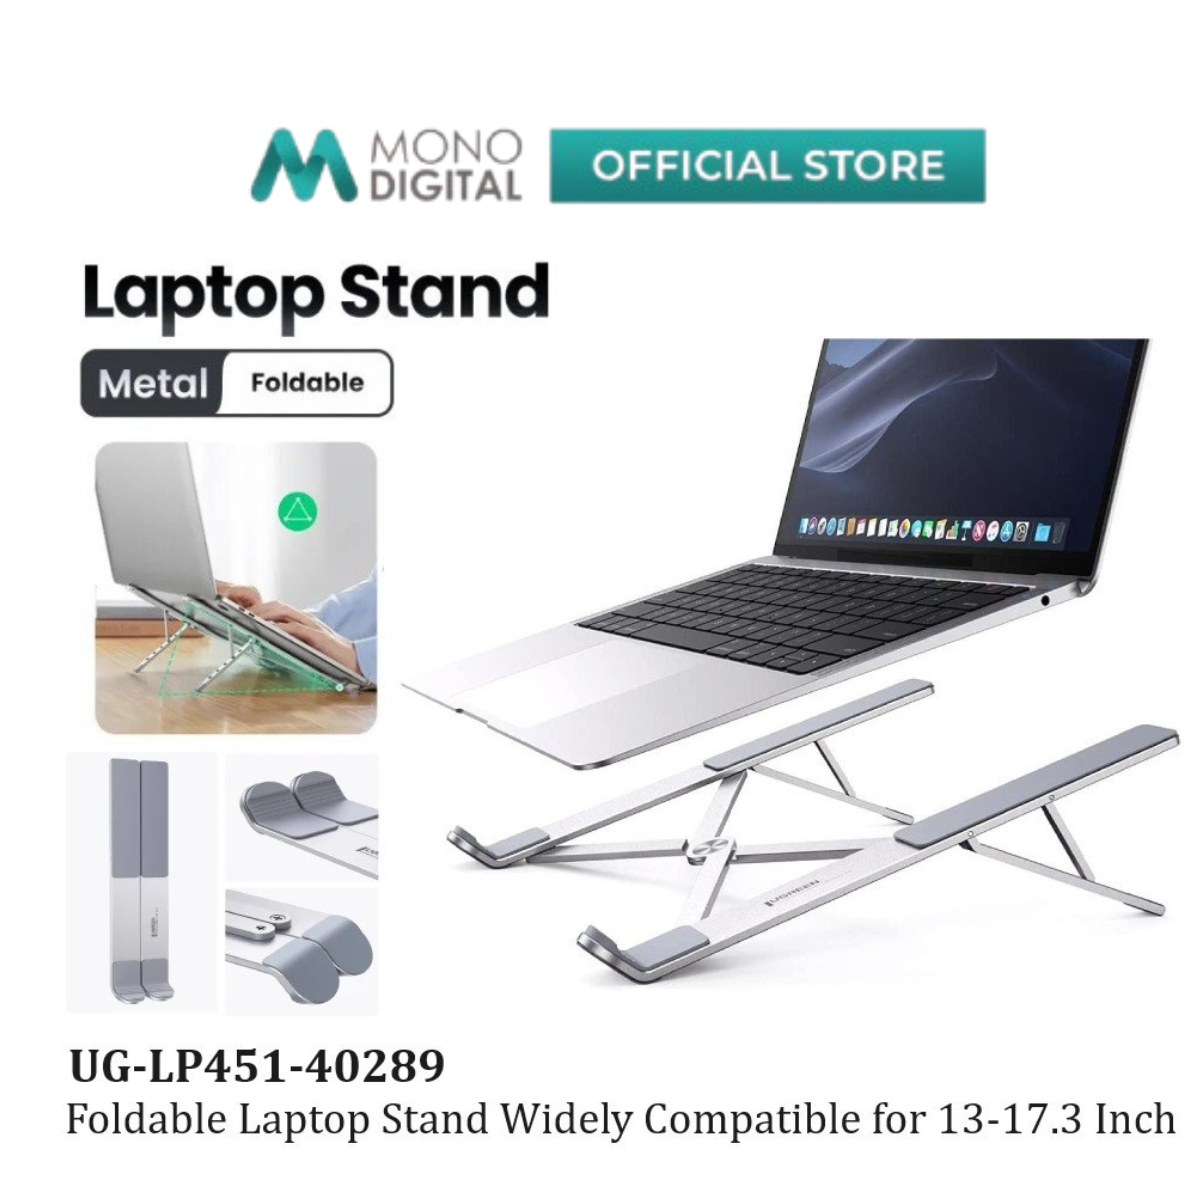 MONO
DIGITAL
OFFICIAL STORE
Laptop Stand
Metal
Foldable
UGREEN
UG-LP451-40289
Foldable Laptop Stand Widely Compatible for 13-17.3 Inch